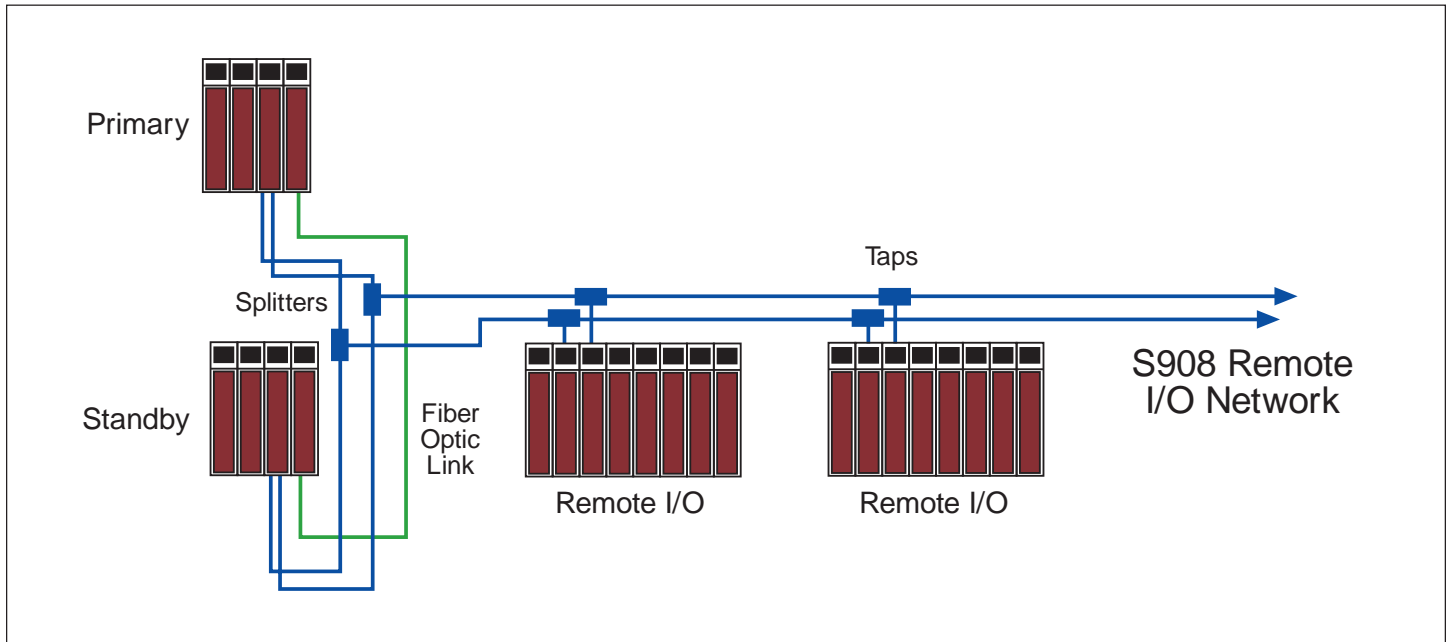 Primary
Taps
Splitters
Standby
Fiber
Optic
Link
S908 Remote
I/O Network
Remote I/O
Remote I/O